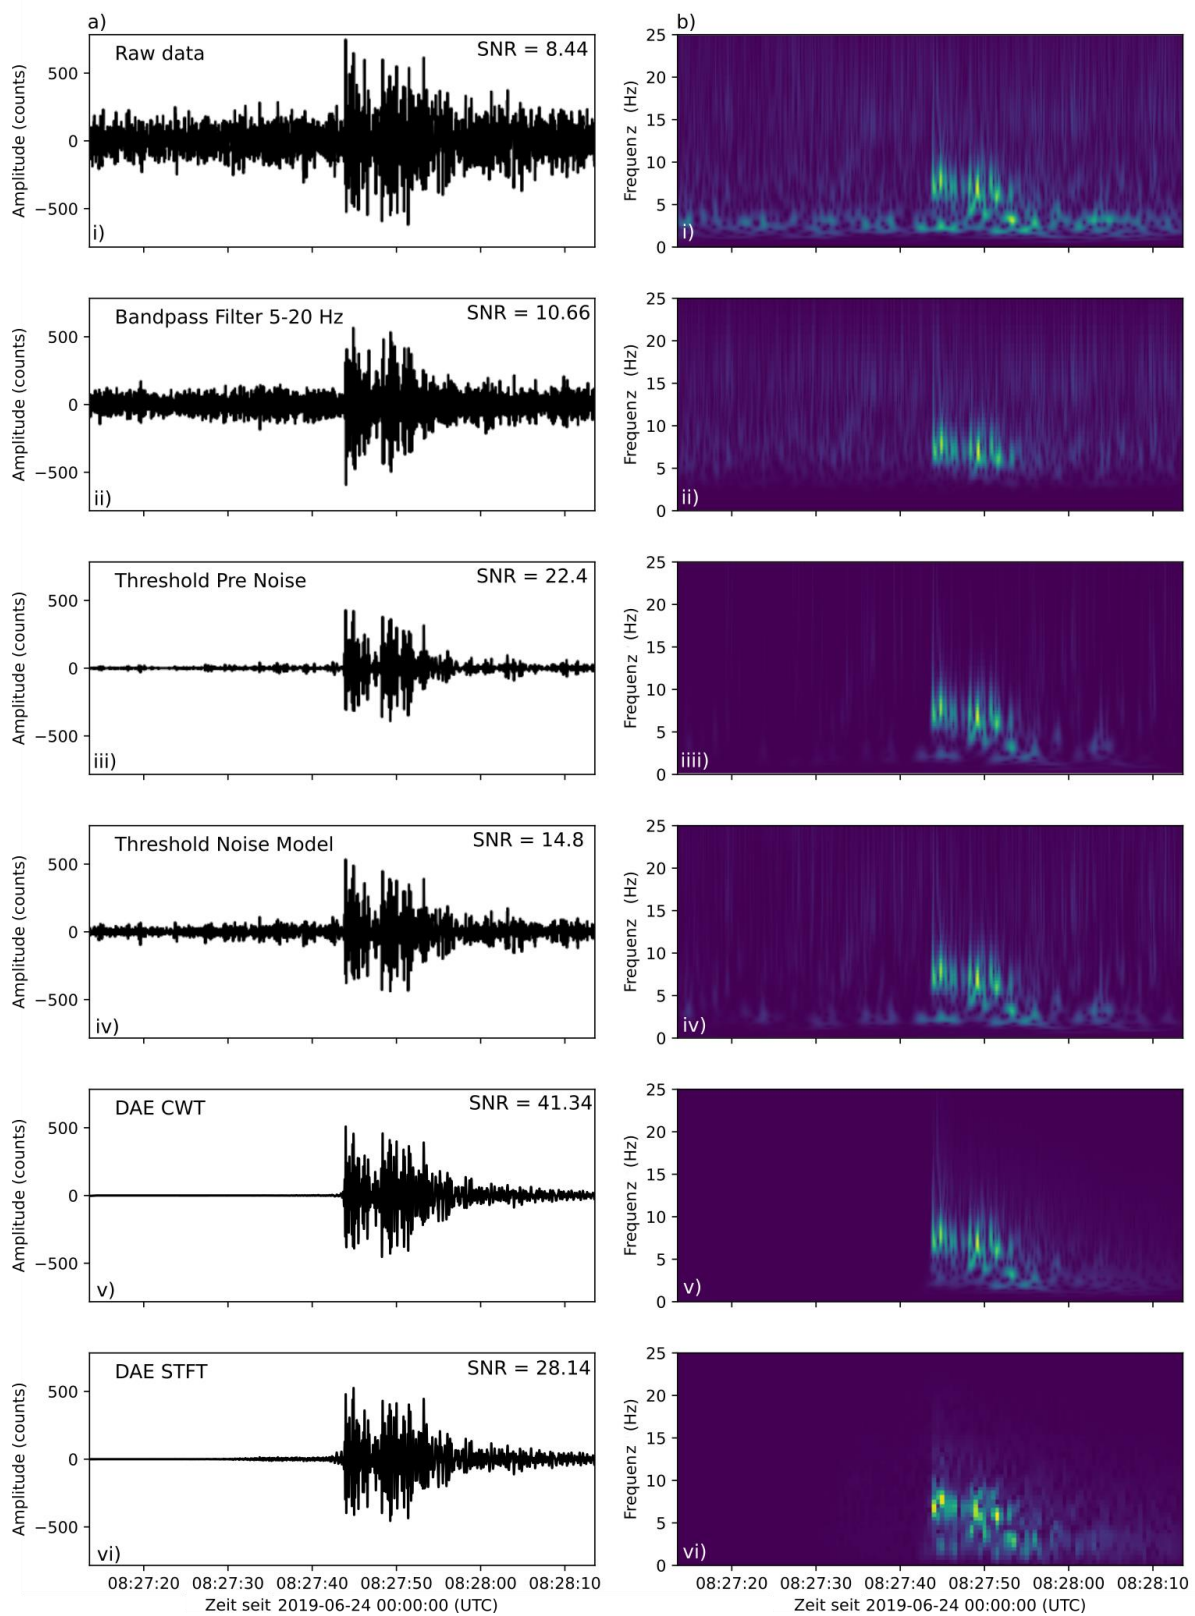 a)
b)
Raw data
SNR = 8.44
Amplitude (counts)
500
0
−500
i)
Frequenz (Hz)
25
20
15
10
5
0
i)
Bandpass Filter 5-20 Hz
SNR = 10.66
Amplitude (counts)
500
0
−500
ii)
Frequenz (Hz)
25
20
15
10
5
0
ii)
Threshold Pre Noise
SNR = 22.4
Amplitude (counts)
500
0
−500
iii)
Frequenz (Hz)
25
20
15
10
5
0
iiii)
Threshold Noise Model
SNR = 14.8
Amplitude (counts)
500
0
−500
iv)
Frequenz (Hz)
25
20
15
10
5
0
iv)
DAE CWT
SNR = 41.34
Amplitude (counts)
500
0
−500
v)
Frequenz (Hz)
25
20
15
10
5
0
v)
DAE STFT
SNR = 28.14
Amplitude (counts)
500
0
−500
vi)
08:27:20 08:27:30 08:27:40 08:27:50 08:28:00 08:28:10
Zeit seit 2019-06-24 00:00:00 (UTC)
Frequenz (Hz)
25
20
15
10
5
0
vi)
08:27:20 08:27:30 08:27:40 08:27:50 08:28:00 08:28:10
Zeit seit 2019-06-24 00:00:00 (UTC)